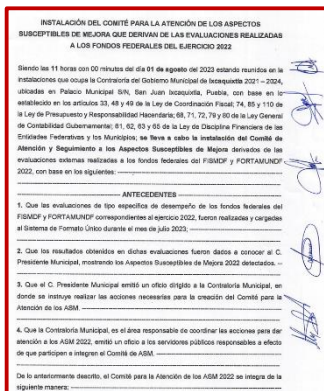 INSTALACIÓN DEL COMITÉ PARA LA ATENCIÓN DE LOS ASPECTOS
SUSCEPTIBLES DE MEJORA QUE DERIVAN DE LAS EVALUACIONES REALIZADAS
A LOS FONDOS FEDERALES DEL EJERCICIO 2022
Siendo las 11 horas con 00 minutos del día 01 de agosto del 2023 estando reunidos en las
instalaciones que ocupa la Contraloría del Gobierno Municipal de Ixcaquixtla 2021 – 2024,
ubicadas en Palacio Municipal S/N, San Juan Ixcaquixtla, Puebla, con base en lo
establecido en los artículos 33, 48 y 49 de la Ley de Coordinación Fiscal; 74, 85 y 110 de
la Ley de Presupuesto y Responsabilidad Hacendaria; 68, 71, 72, 79 y 80 de la Ley General
de Contabilidad Gubernamental; 61, 62, 63 y 65 de la Ley de Disciplina Financiera de las
Entidades Federativas y los Municipios; se lleva a cabo la instalación del Comité de
Atención y Seguimiento a los Aspectos Susceptibles de Mejora derivados de las
evaluaciones externas realizadas a los fondos federales del FISMDF y FORTAMUNDF
2022, con base en los siguientes:
ANTECEDENTES
1. Que las evaluaciones de tipo específica de desempeño de los fondos federales del
FISMDF y FORTAMUNDF correspondientes al ejercicio 2022, fueron realizadas y cargadas
al Sistema de Formato Único durante el mes de julio 2023;
2. Que los resultados obtenidos en dichas evaluaciones fueron dados a conocer al C.
Presidente Municipal, mostrando los Aspectos Susceptibles de Mejora 2022 detectados.
3. Que el C. Presidente Municipal emitió un oficio dirigido a la Contraloría Municipal, en
donde se instruye realizar las acciones necesarias para la creación del Comité para la
Atención de los ASM.
4. Que la Contraloría Municipal, es el área responsable de coordinar las acciones para dar
atención a los ASM 2022, emitió un oficio a los servidores públicos responsables a efecto
de que participen e integren el Comité de ASM.
De lo anteriormente descrito, el Comité para la Atención de los ASM 2022 se integra de la
siguiente manera: